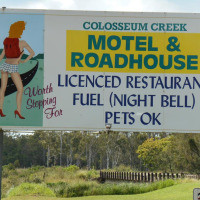 COLOSSEUM CREEK
MOTEL &
ROADHOUSE
LICENCED RESTAURAN
FUEL (NIGHT BELL)
PETS OK
Worth
Stopping
For